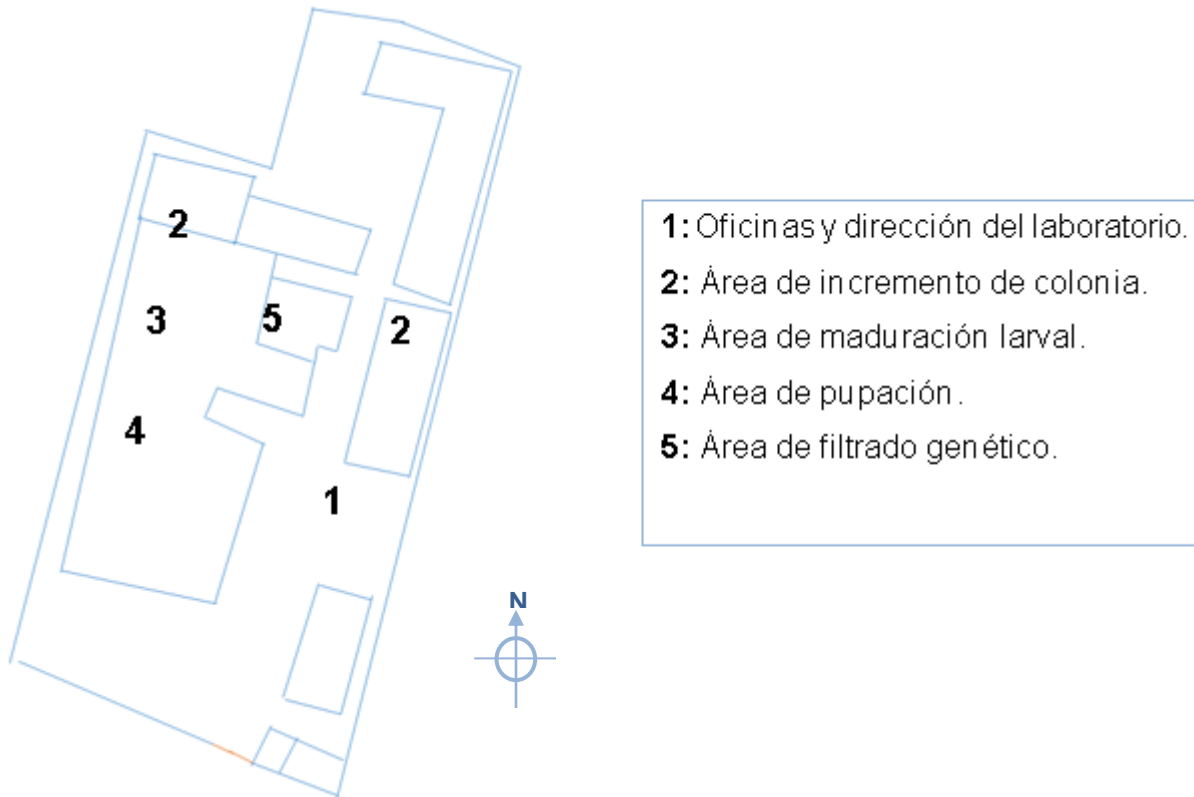 2
3
5
2
4
1
N
1: Oficinas y dirección del laboratorio.
2: Área de incremento de colonia.
3: Área de maduración larval.
4: Área de pupación.
5: Área de filtrado genético.